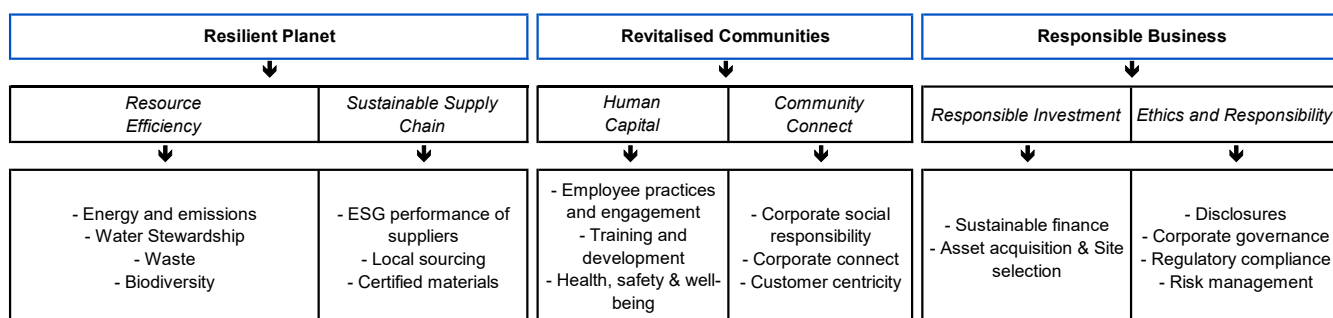 Resilient Planet
Revitalised Communities
Responsible Business
Resource
Efficiency
Sustainable Supply
Chain
Human
Capital
Community
Connect
Responsible Investment
Ethics and Responsibility
- Energy and emissions
- Water Stewardship
- Waste
- Biodiversity
- ESG performance of
suppliers
- Local sourcing
- Certified materials
- Employee practices
and engagement
- Training and
development
- Health, safety & well-
being
- Corporate social
responsibility
- Corporate connect
- Customer centricity
- Sustainable finance
- Asset acquisition & Site
selection
- Disclosures
- Corporate governance
- Regulatory compliance
- Risk management